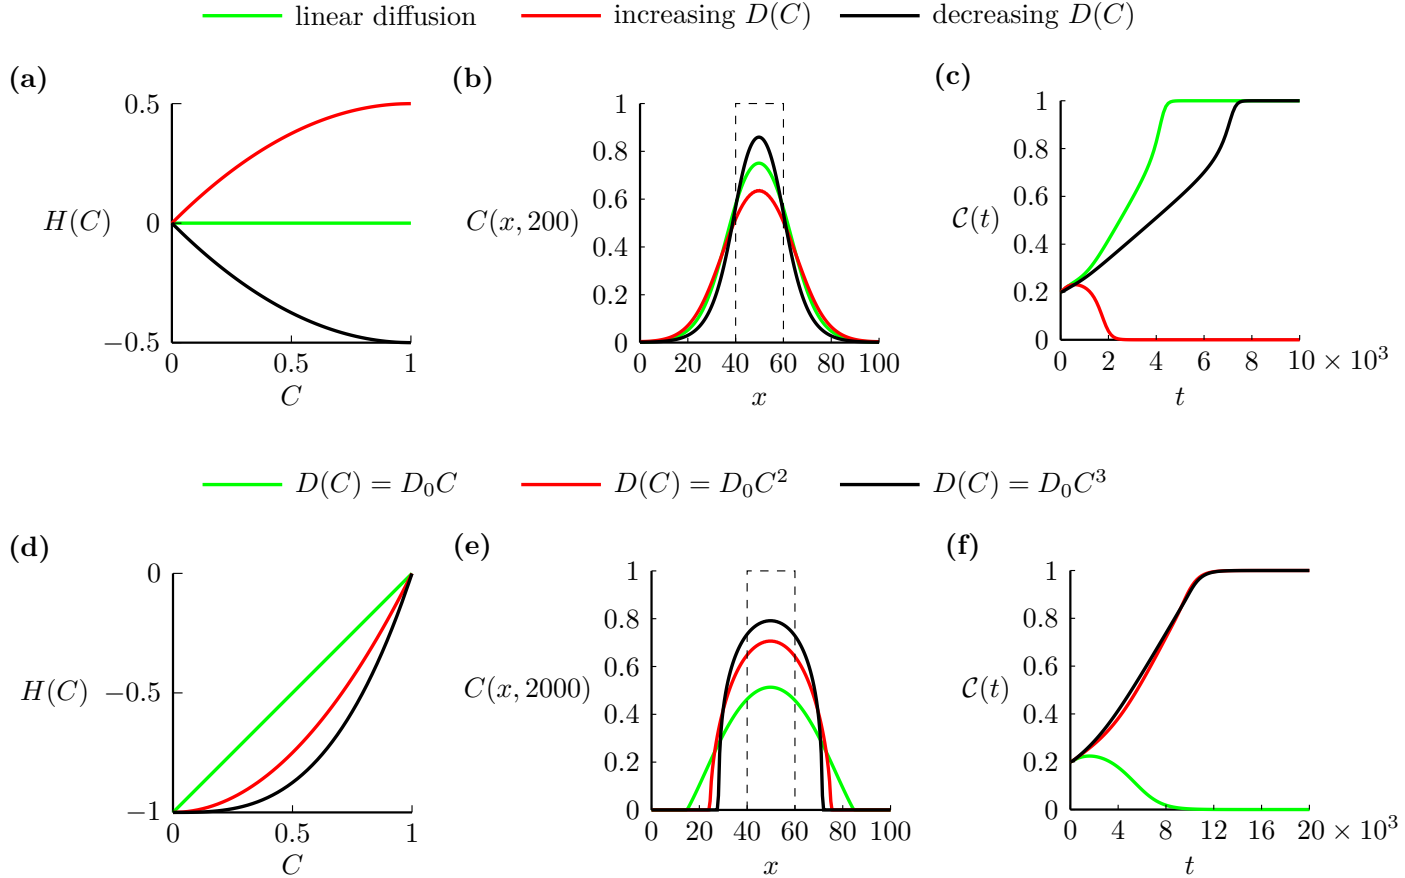 linear diffusion increasing D(C) decreasing D(C)
(a) (b) (c)
H(C)
0.5
0
−0.5
0 0.5 1
C
C(x, 200)
1
0.8
0.6
0.4
0.2
0
0 20 40 60 80 100
x
𝒞(t)
1
0.8
0.6
0.4
0.2
0
0 2 4 6 8 10 × 10³
t
D(C) = D₀C D(C) = D₀C² D(C) = D₀C³
(d) (e) (f)
H(C)
0
−0.5
−1
0 0.5 1
C
C(x, 2000)
1
0.8
0.6
0.4
0.2
0
0 20 40 60 80 100
x
𝒞(t)
1
0.8
0.6
0.4
0.2
0
0 4 8 12 16 20 × 10³
t